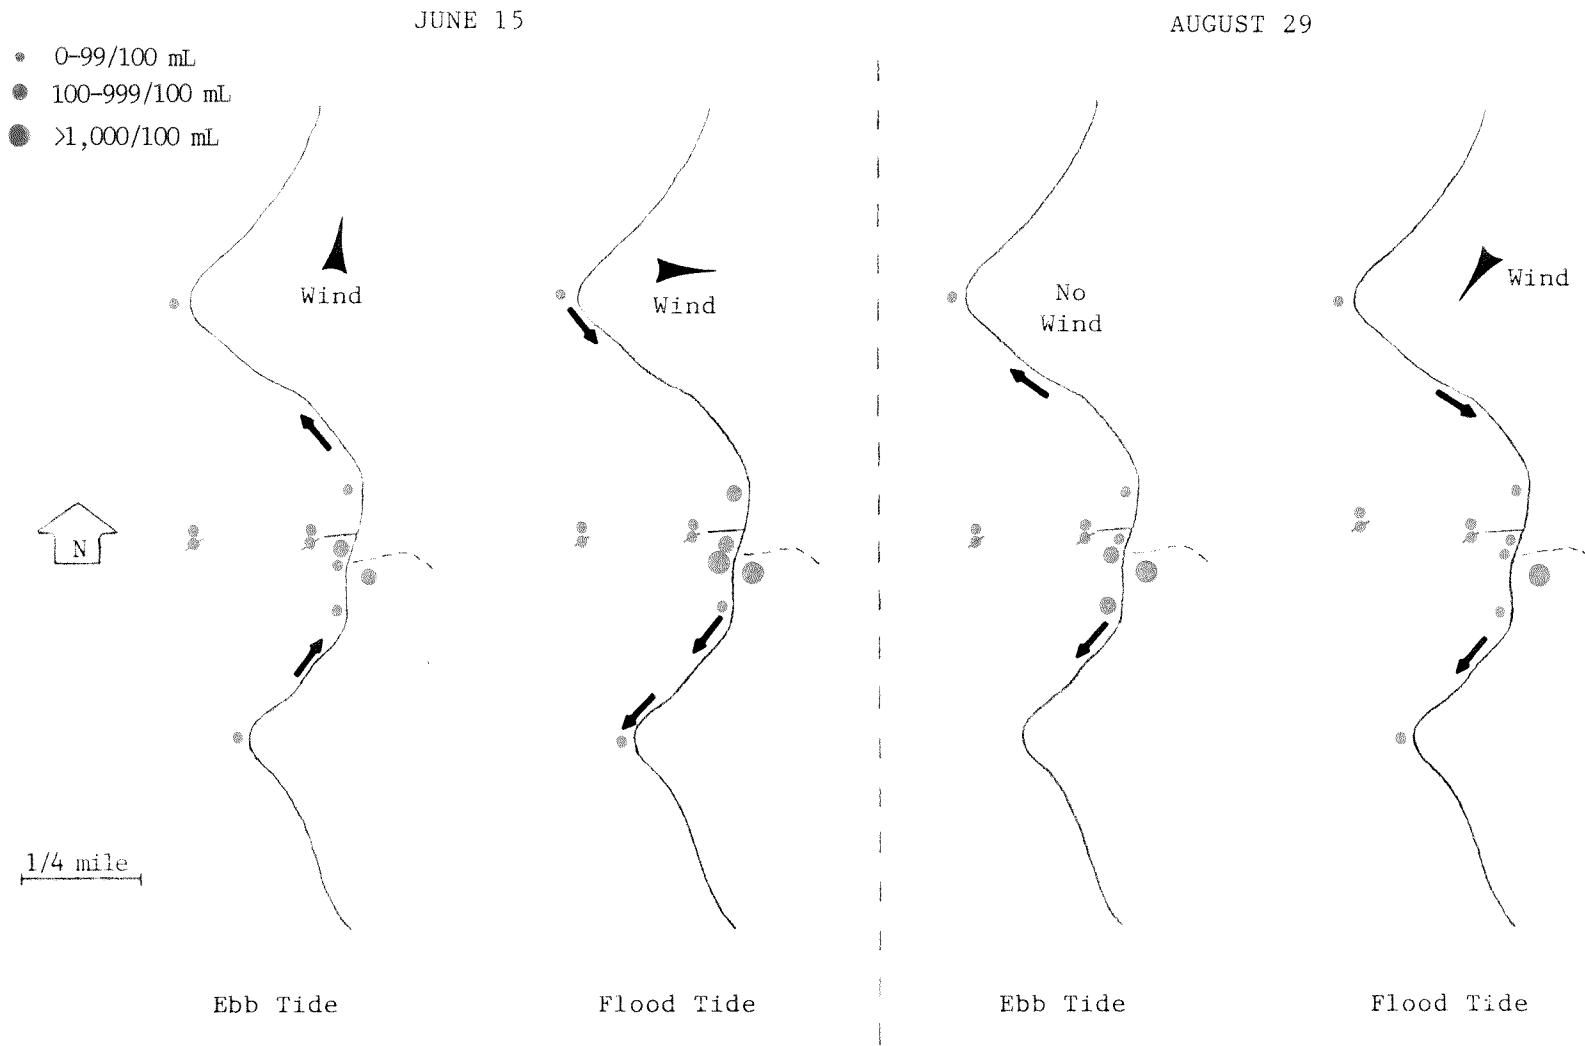 JUNE 15
AUGUST 29
0-99/100 mL
100-999/100 mL
>1,000/100 mL
Wind
Wind
No
Wind
Wind
N
1/4 mile
Ebb Tide
Flood Tide
Ebb Tide
Flood Tide